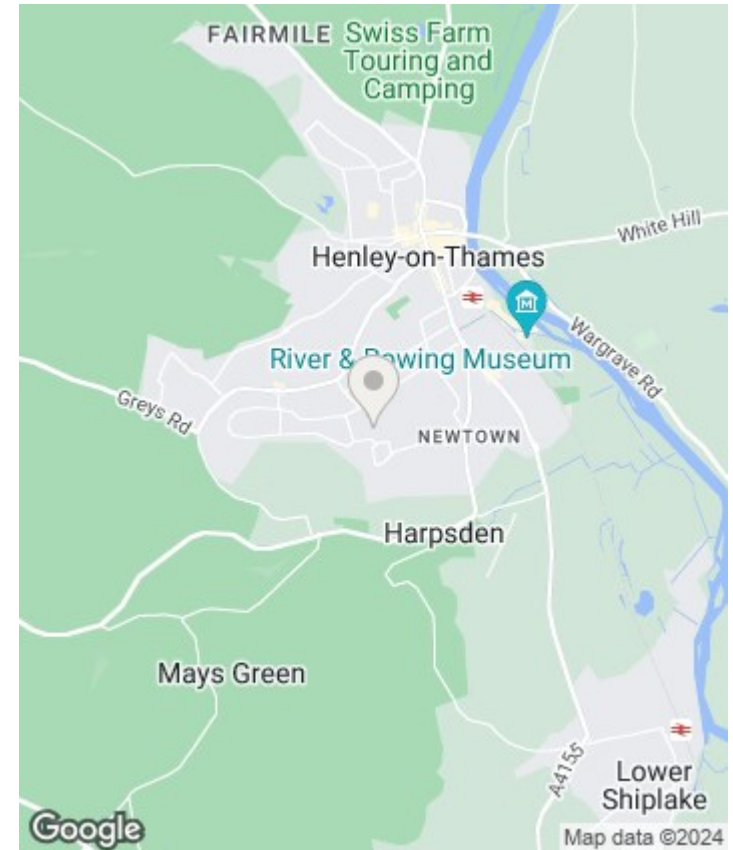 FAIRMILE
Swiss Farm
Touring and
Camping
White Hill
Henley-on-Thames
River & Rowing Museum
Wargrave Rd
Greys Rd
NEWTOWN
Harpsden
Mays Green
A4155
Lower
Shiplake
Google
Map data ©2024